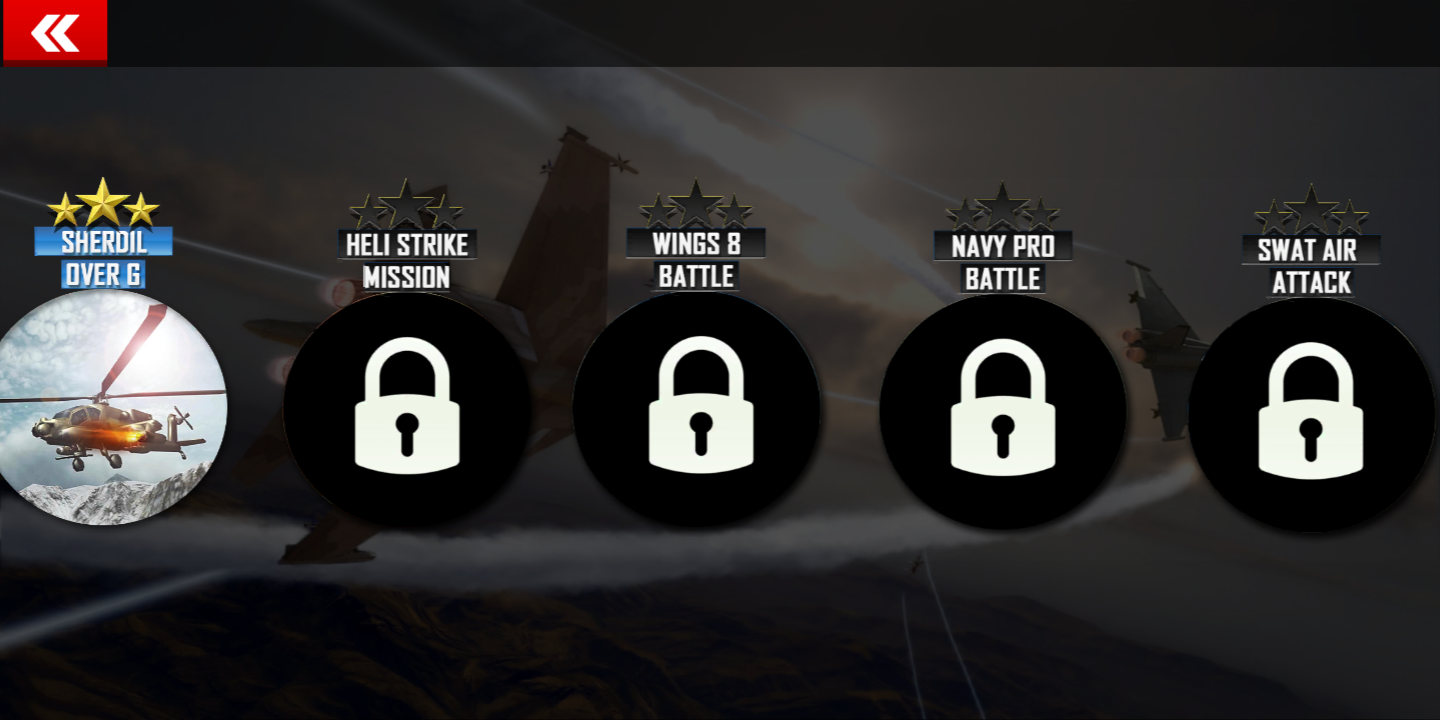 SHERDIL
OVER G
HELI STRIKE
MISSION
WINGS 8
BATTLE
NAVY PRO
BATTLE
SWAT AIR
ATTACK